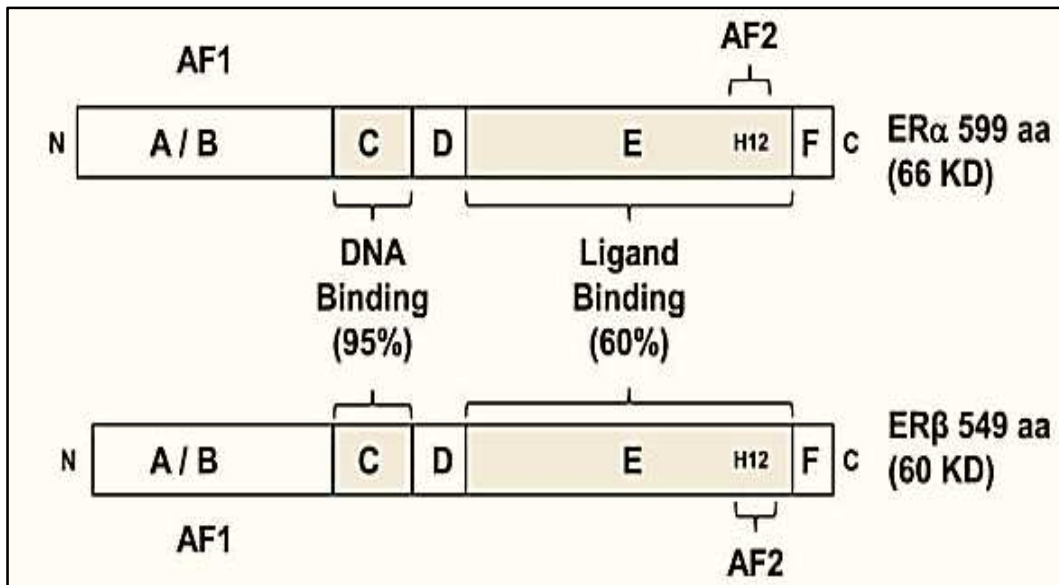 AF1
AF2
N A / B C D E H12 F C
ERα 599 aa
(66 KD)
DNA
Binding
(95%)
Ligand
Binding
(60%)
N A / B C D E H12 F C
ERβ 549 aa
(60 KD)
AF1
AF2